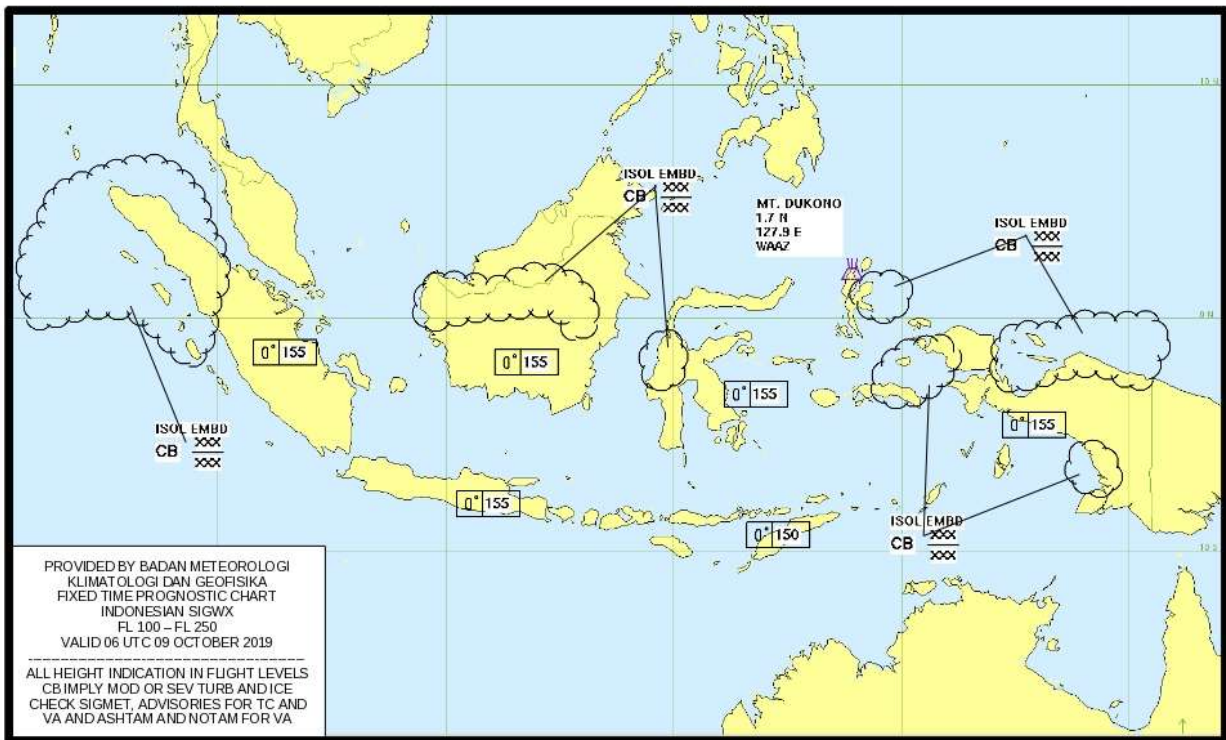 10 N
ISOL EMBD
CB XXX
XXX
MT. DUKONO
1.7 N
127.9 E
WAAZ
ISOL EMBD
CB XXX
XXX
0 N
0° 155
0° 155
0° 155
0° 155
ISOL EMBD
CB XXX
XXX
0° 155
0° 150
ISOL EMBD
CB XXX
XXX
10 S
PROVIDED BY BADAN METEOROLOGI
KLIMATOLOGI DAN GEOFISIKA
FIXED TIME PROGNOSTIC CHART
INDONESIAN SIGWX
FL 100 – FL 250
VALID 06 UTC 09 OCTOBER 2019
--------------------------------
ALL HEIGHT INDICATION IN FLIGHT LEVELS
CB IMPLY MOD OR SEV TURB AND ICE
CHECK SIGMET, ADVISORIES FOR TC AND
VA AND ASHTAM AND NOTAM FOR VA